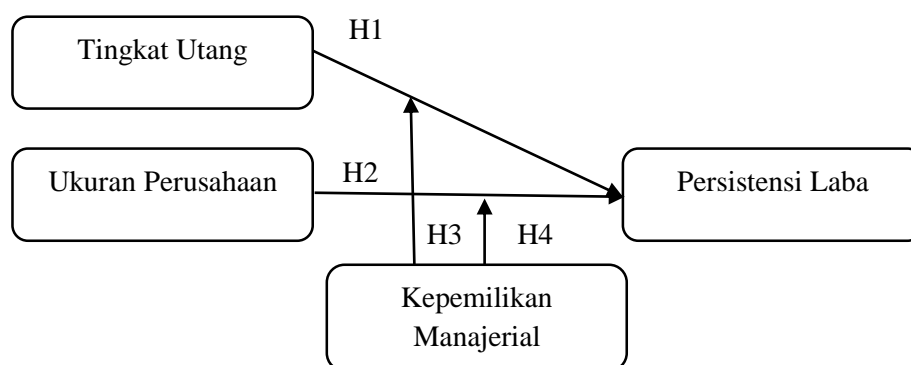 H1
Tingkat Utang
Ukuran Perusahaan
H2
Persistensi Laba
H3
H4
Kepemilikan
Manajerial